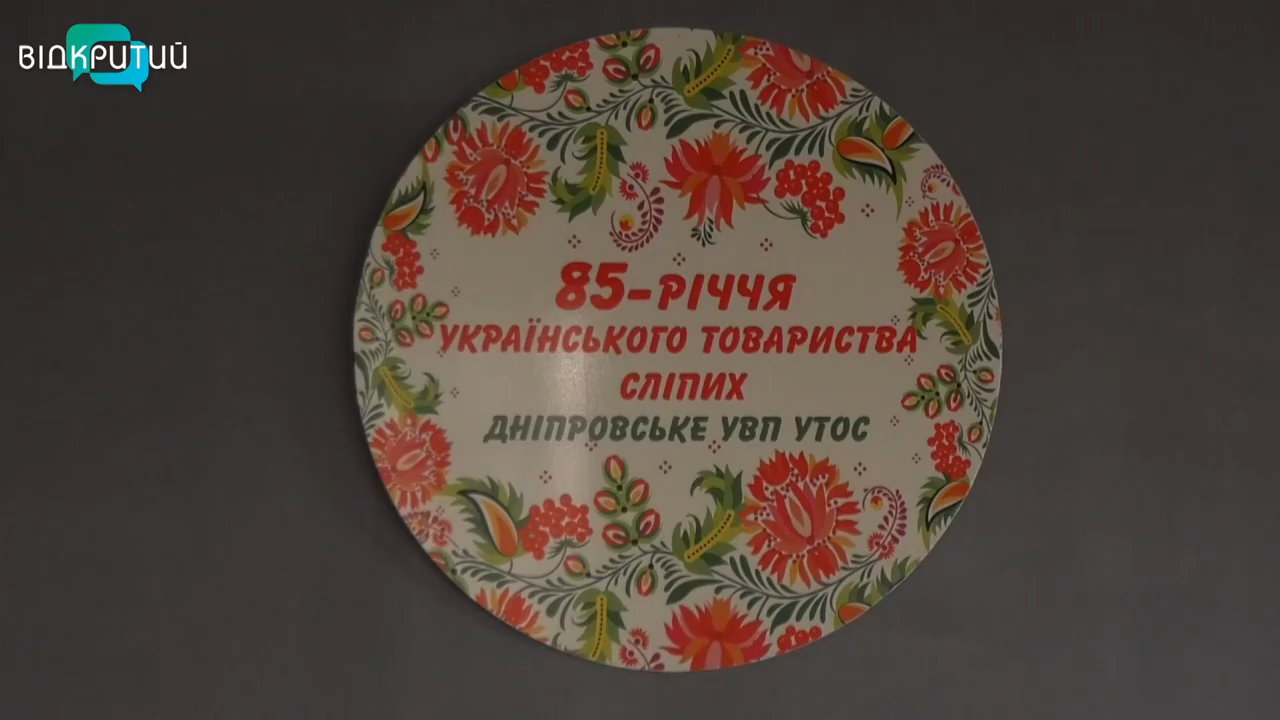 ВІДКРИТИЙ
85-РІЧЧЯ
УКРАЇНСЬКОГО ТОВАРИСТВА
СЛІПИХ
ДНІПРОВСЬКЕ УВП УТОС